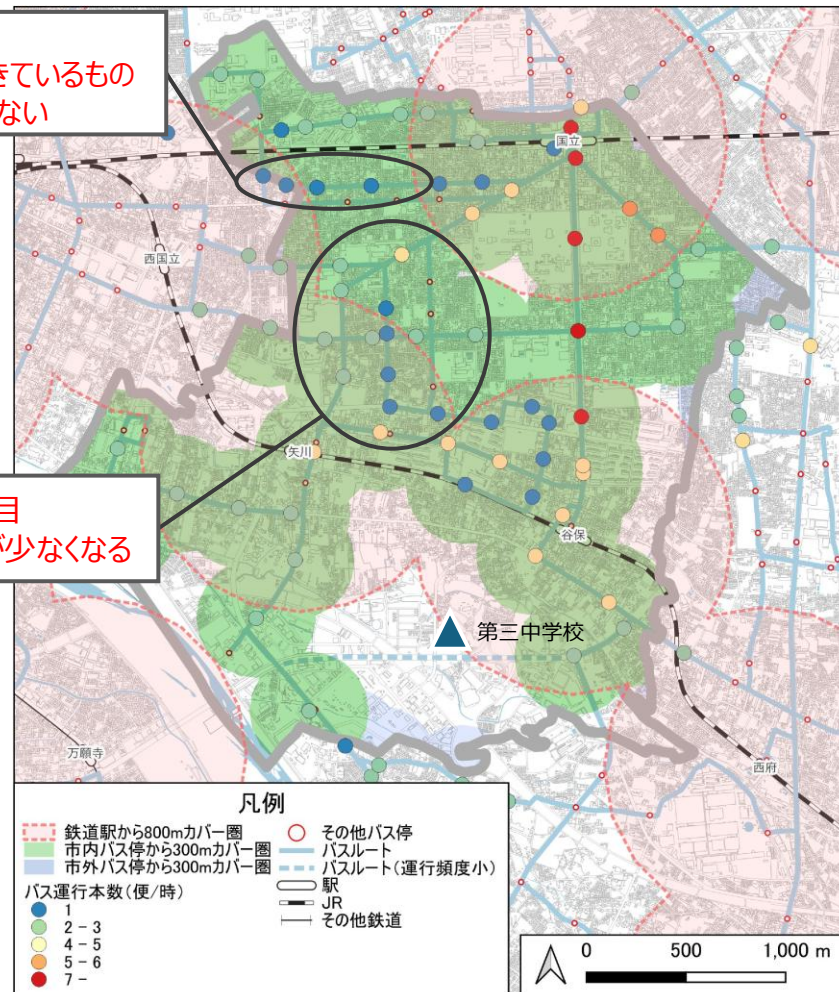 きているもの
ない
国立
西国立
矢川
目
が少なくなる
谷保
第三中学校
万願寺
西府
凡例
鉄道駅から800mカバー圏
市内バス停から300mカバー圏
市外バス停から300mカバー圏
バス運行本数(便/時)
1
2 - 3
4 - 5
5 - 6
7 -
その他バス停
バスルート
バスルート(運行頻度小)
駅
JR
その他鉄道
0 500 1,000 m